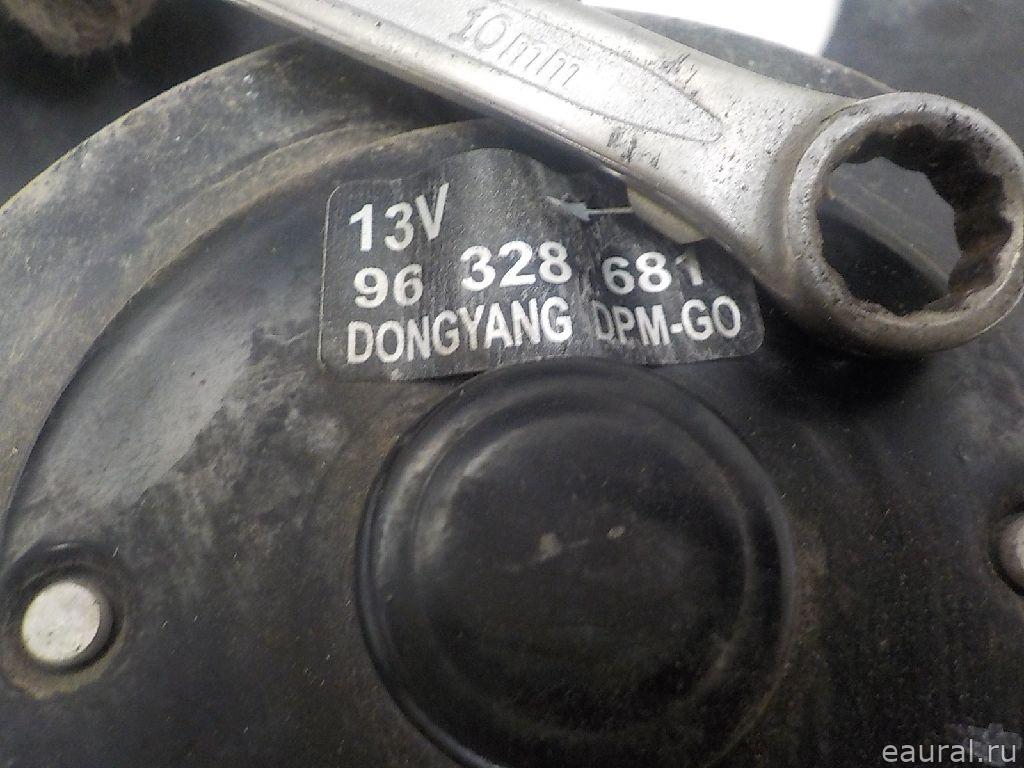 10mm
13V
96 328 681
DONGYANG DPM-GO
eaural.ru